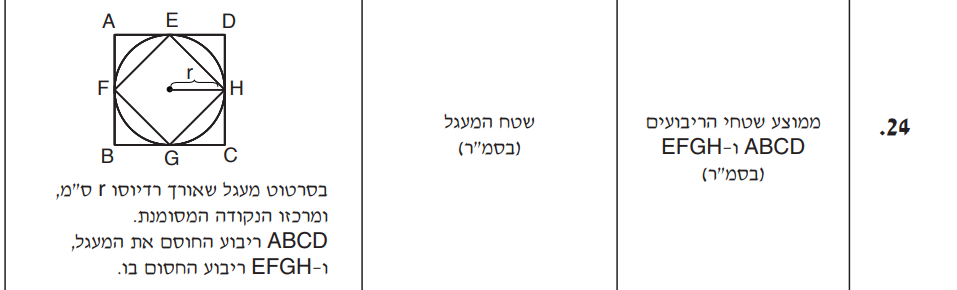 24.
ממוצע שטחי הריבועים
ABCD ו-EFGH
(בסמ"ר)
שטח המעגל
(בסמ"ר)
A E D
r
F H
B G C
בסרטוט מעגל שאורך רדיוסו r ס"מ,
ומרכזו הנקודה המסומנת.
ABCD ריבוע החוסם את המעגל,
ו-EFGH ריבוע החסום בו.